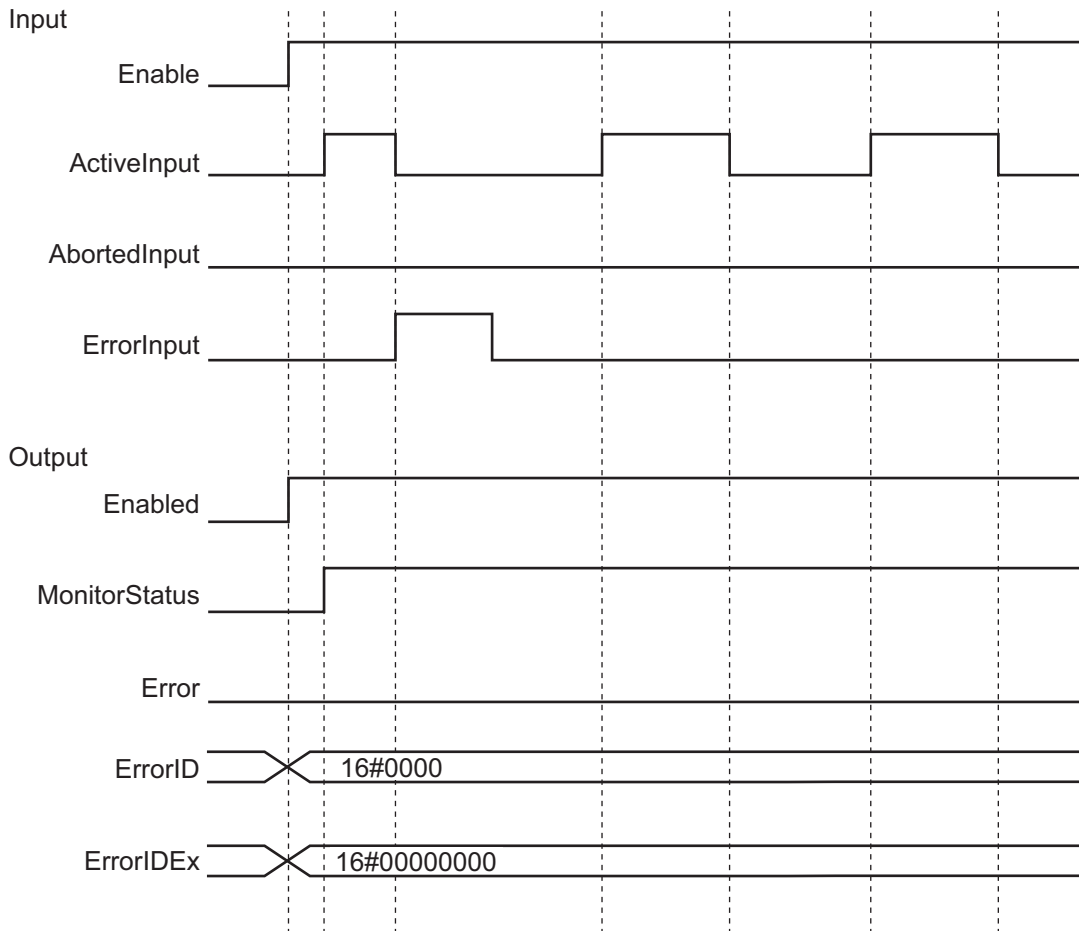 Input
Enable
ActiveInput
AbortedInput
ErrorInput
Output
Enabled
MonitorStatus
Error
ErrorID
16#0000
ErrorIDEx
16#00000000